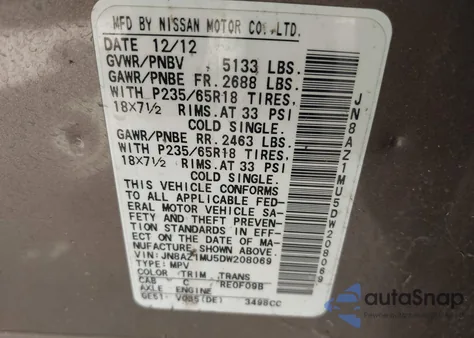 MFD BY NISSAN MOTOR CO., LTD.
DATE 12/12
GVWR/PNBV 5133 LBS.
GAWR/PNBE FR. 2688 LBS.
WITH P235/65R18 TIRES,
18X7½ RIMS.AT 33 PSI
COLD SINGLE.
GAWR/PNBE RR. 2463 LBS.
WITH P235/65R18 TIRES,
18X7½ RIMS.AT 33 PSI
COLD SINGLE.
THIS VEHICLE CONFORMS
TO ALL APPLICABLE FED-
ERAL MOTOR VEHICLE SA-
FETY AND THEFT PREVEN-
TION STANDARDS IN EFF-
ECT ON THE DATE OF MA-
NUFACTURE SHOWN ABOVE.
VIN: JN8AZ1MU5DW208069
TYPE: MPV
COLOR TRIM TRANS
CAB C RE0F09B
AXLE ENGINE
GE51 VQ35(DE) 3498CC
JN8AZ1MU5DW208069
autoSnap